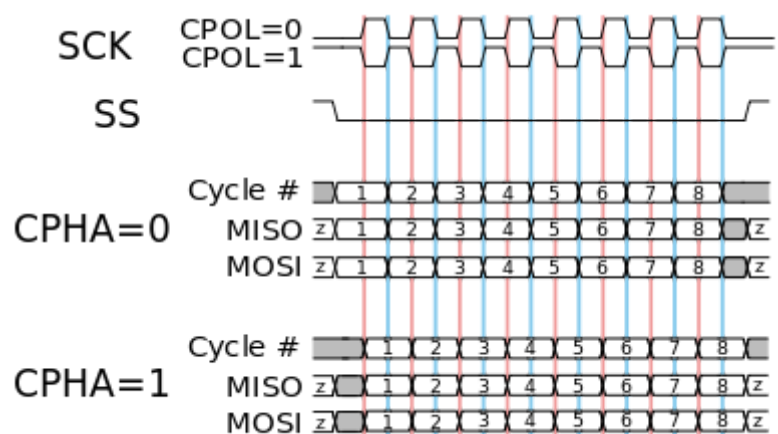 SCK CPOL=0
CPOL=1
SS
Cycle # 1 2 3 4 5 6 7 8
CPHA=0 MISO z 1 2 3 4 5 6 7 8 z
MOSI z 1 2 3 4 5 6 7 8 z
Cycle # 1 2 3 4 5 6 7 8
CPHA=1 MISO z 1 2 3 4 5 6 7 8 z
MOSI z 1 2 3 4 5 6 7 8 z